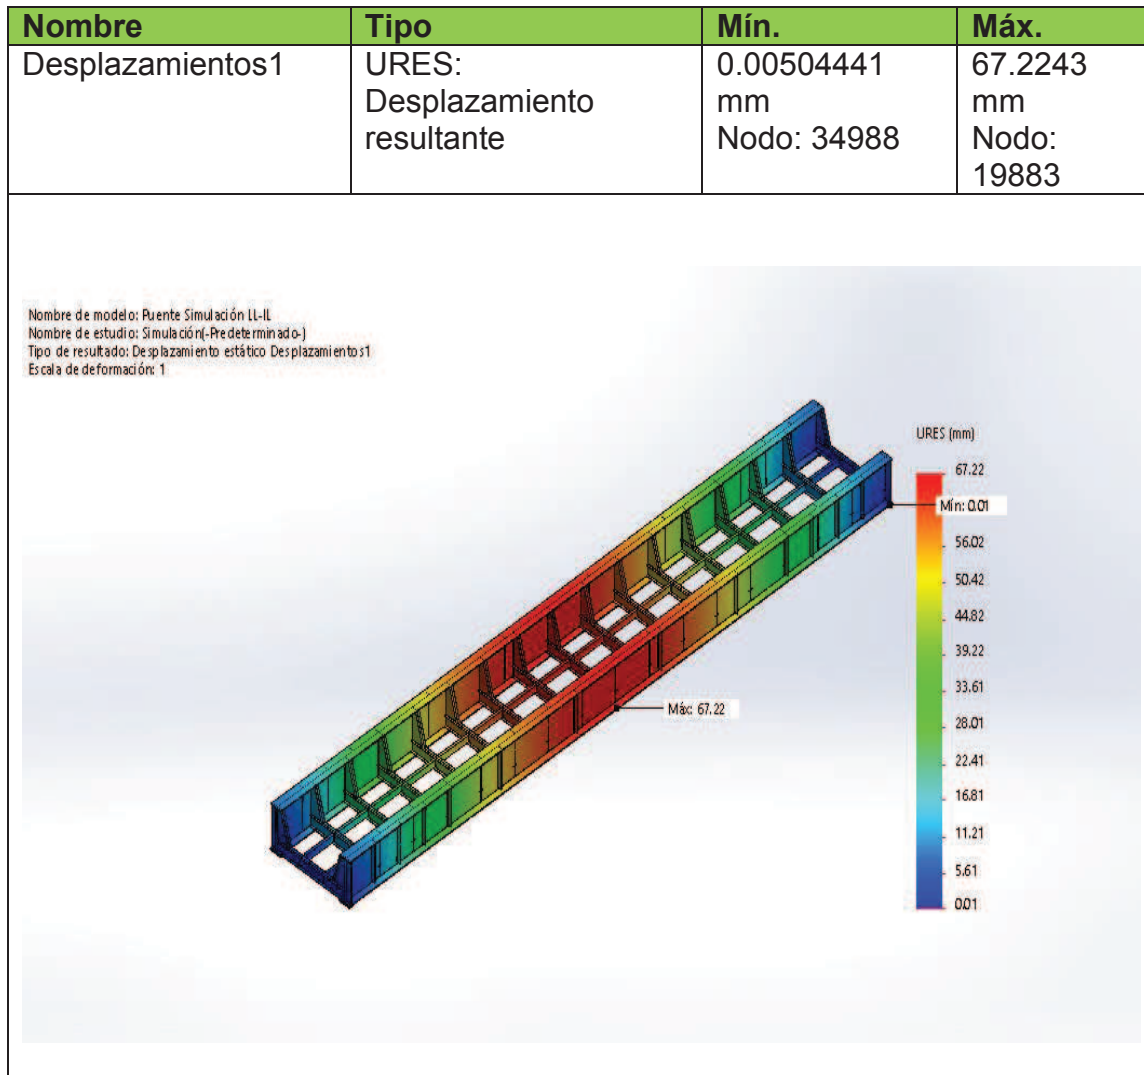 Nombre Tipo Mín. Máx.
Desplazamientos1 URES: 0.00504441 67.2243
Desplazamiento mm mm
resultante Nodo: 34988 Nodo:
19883
Nombre de modelo: Puente Simulación LL-IL
Nombre de estudio: Simulación(-Predeterminado-)
Tipo de resultado: Desplazamiento estático Desplazamientos1
Escala de deformación: 1
URES (mm)
67.22
Mín: 0.01
56.02
50.42
44.82
39.22
33.61
28.01
Máx: 67.22
22.41
16.81
11.21
5.61
0.01